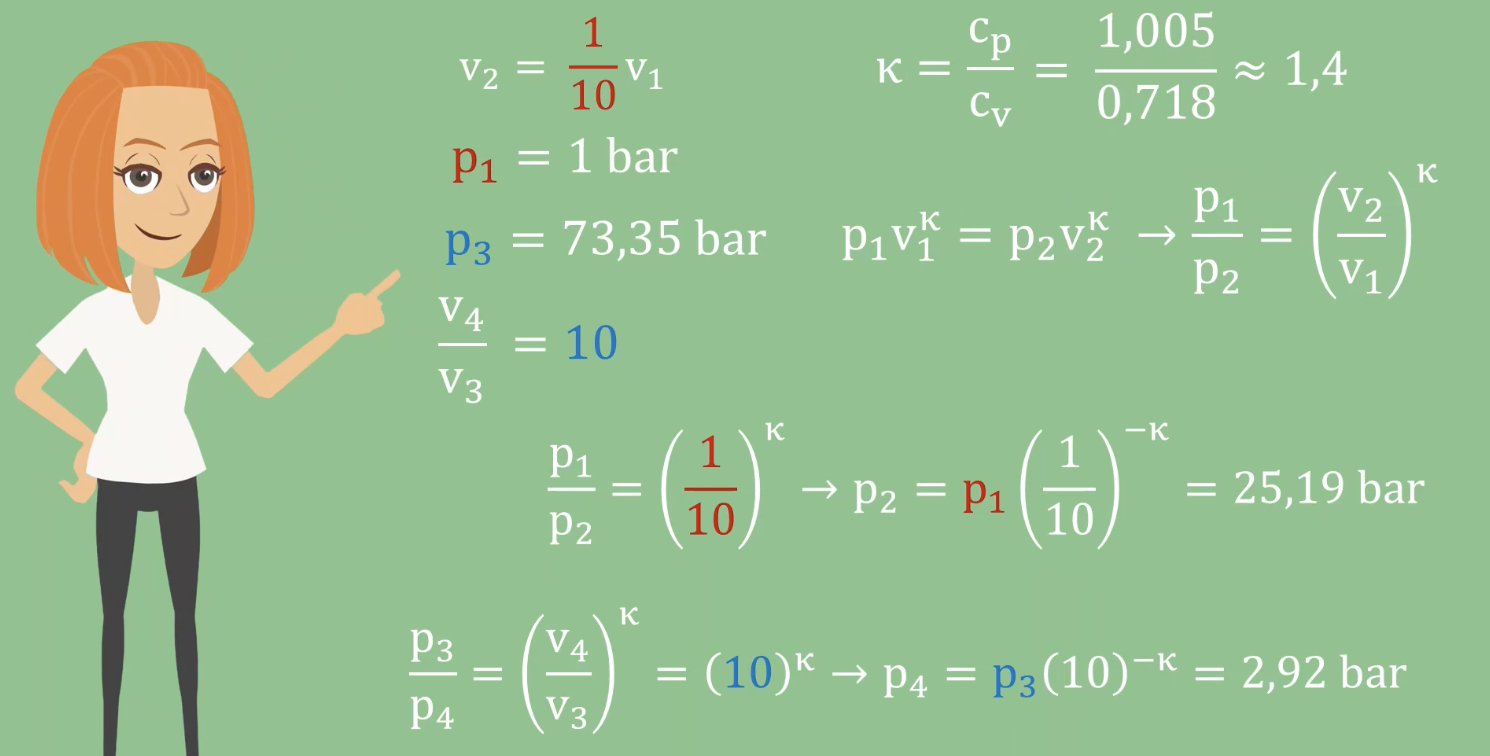 v₂ = 1/10 v₁
κ = cₚ/cᵥ = 1,005/0,718 ≈ 1,4
p₁ = 1 bar
p₃ = 73,35 bar
p₁v₁^κ = p₂v₂^κ → p₁/p₂ = (v₂/v₁)^κ
v₄/v₃ = 10
p₁/p₂ = (1/10)^κ → p₂ = p₁(1/10)^−κ = 25,19 bar
p₃/p₄ = (v₄/v₃)^κ = (10)^κ → p₄ = p₃(10)^−κ = 2,92 bar